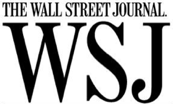 THE WALL STREET JOURNAL.
WSJ